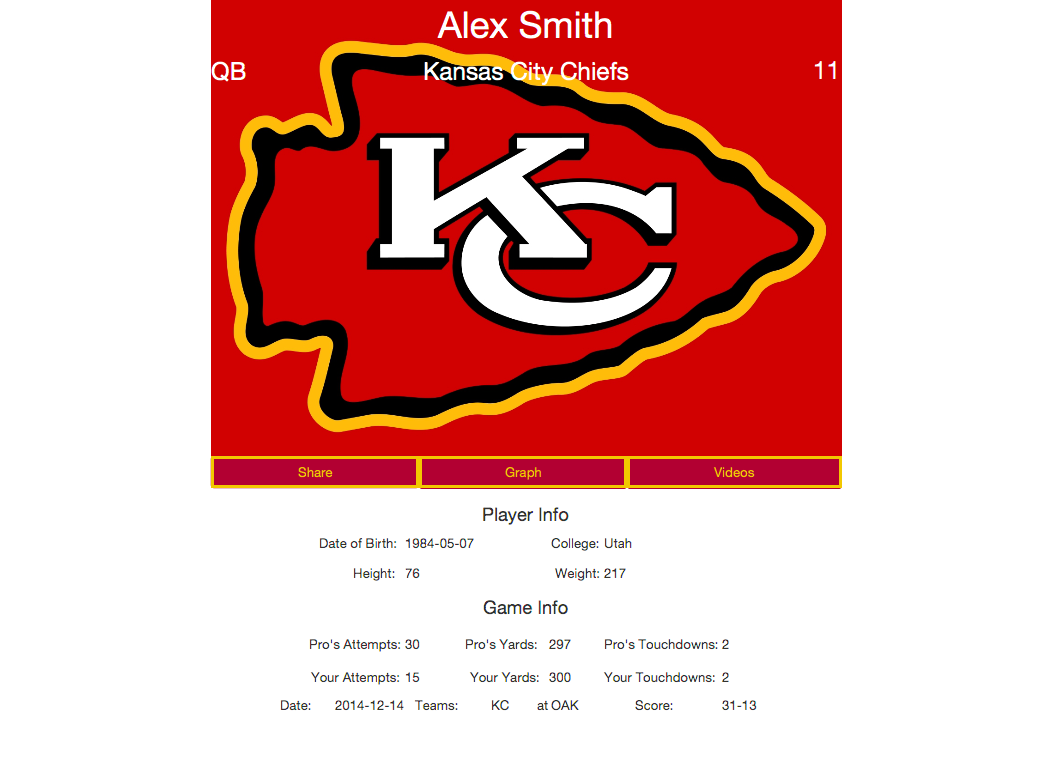 Alex Smith
QB Kansas City Chiefs 11
KC
Share Graph Videos
Player Info
Date of Birth: 1984-05-07 College: Utah
Height: 76 Weight: 217
Game Info
Pro's Attempts: 30 Pro's Yards: 297 Pro's Touchdowns: 2
Your Attempts: 15 Your Yards: 300 Your Touchdowns: 2
Date: 2014-12-14 Teams: KC at OAK Score: 31-13